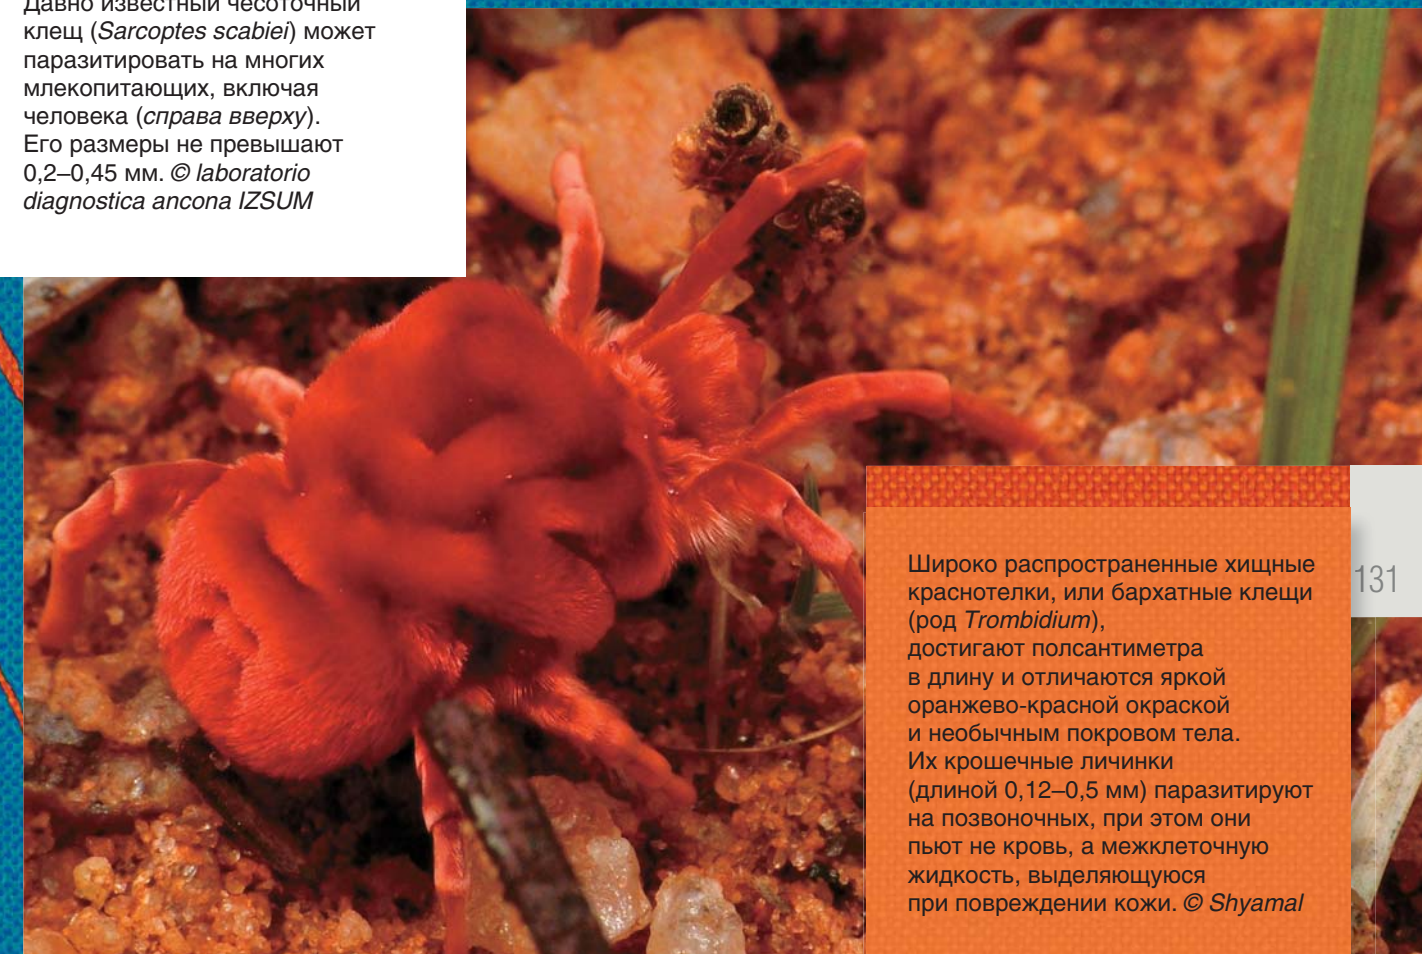 Давно известный чесоточный
клещ (Sarcoptes scabiei) может
паразитировать на многих
млекопитающих, включая
человека (справа вверху).
Его размеры не превышают
0,2–0,45 мм. © laboratorio
diagnostica ancona IZSUM
Широко распространенные хищные
краснотелки, или бархатные клещи
(род Trombidium),
достигают полсантиметра
в длину и отличаются яркой
оранжево-красной окраской
и необычным покровом тела.
Их крошечные личинки
(длиной 0,12–0,5 мм) паразитируют
на позвоночных, при этом они
пьют не кровь, а межклеточную
жидкость, выделяющуюся
при повреждении кожи. © Shyamal
131